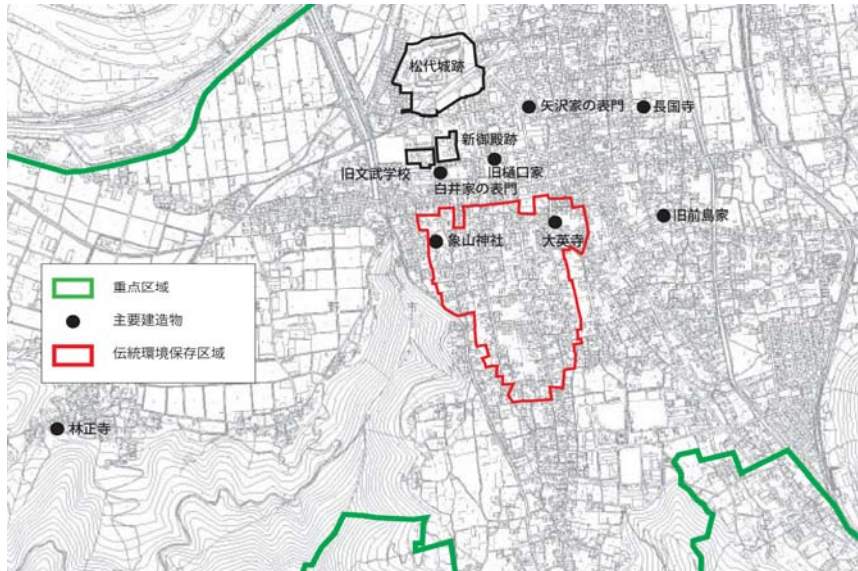 松代城跡
矢沢家の表門
長国寺
新御殿跡
旧文武学校
旧樋口家
白井家の表門
旧前島家
象山神社
大英寺
重点区域
主要建造物
伝統環境保存区域
林正寺